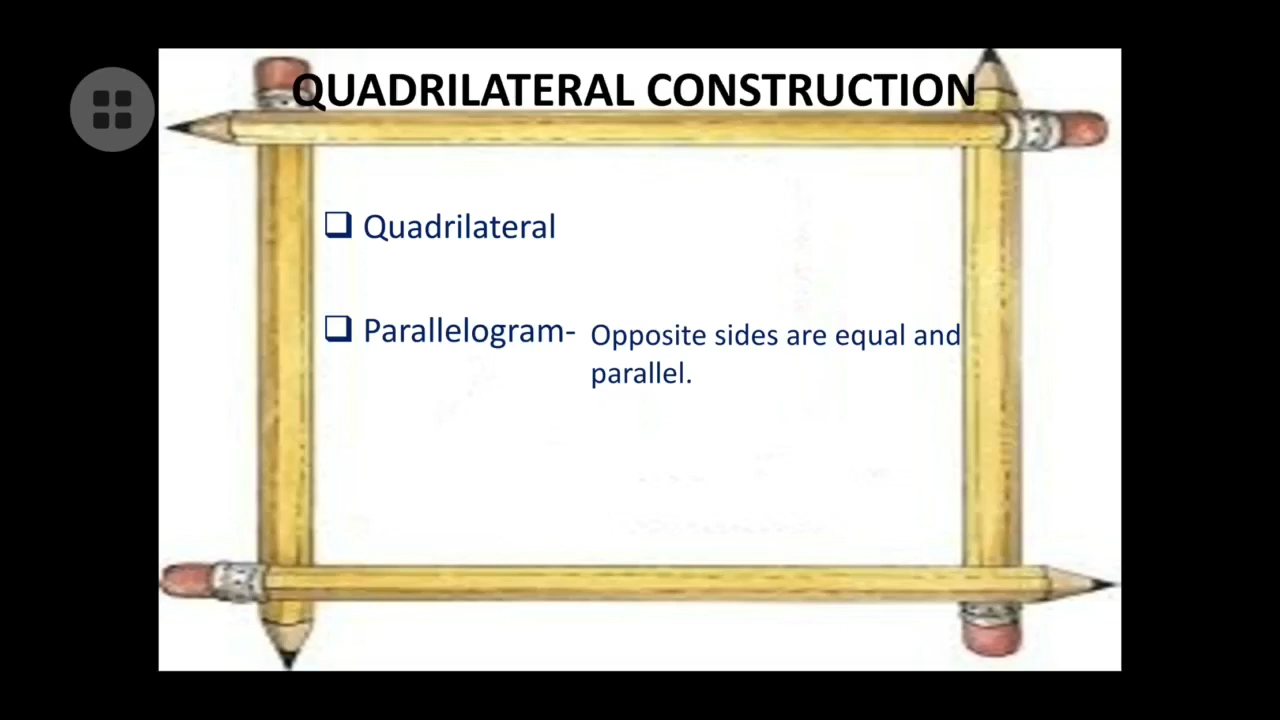 QUADRILATERAL CONSTRUCTION
❑ Quadrilateral
❑ Parallelogram- Opposite sides are equal and
parallel.